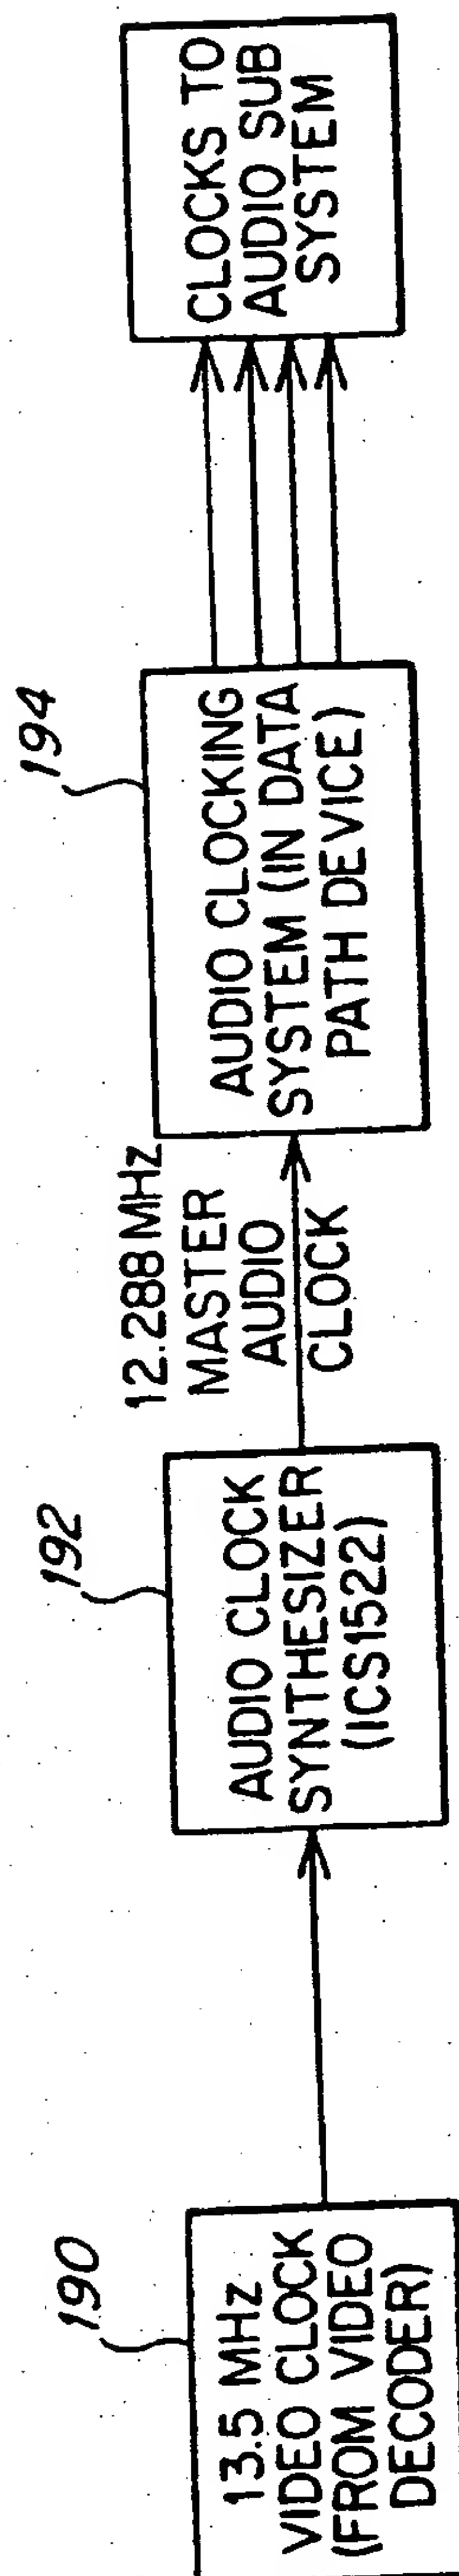 190
13.5 MHz
VIDEO CLOCK
(FROM VIDEO
DECODER)
192
AUDIO CLOCK
SYNTHESIZER
(ICS1522)
12.288 MHz
MASTER
AUDIO
CLOCK
194
AUDIO CLOCKING
SYSTEM (IN DATA
PATH DEVICE)
CLOCKS TO
AUDIO SUB
SYSTEM